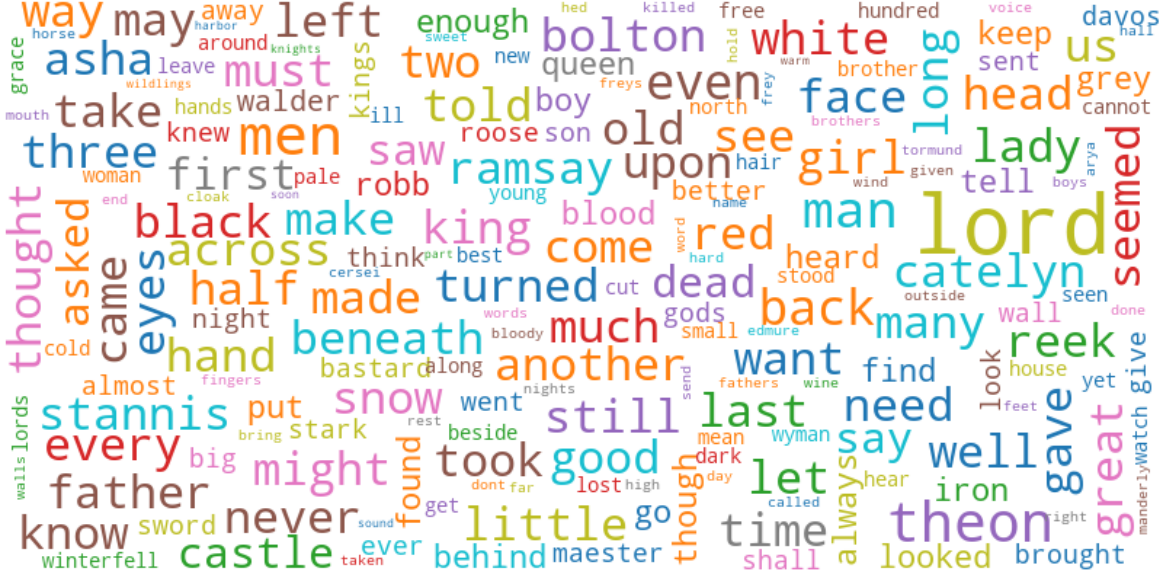 way may away left enough hed killed free hundred voice davos
horse harbor sweet hall
asha around knights kings two new bolton hold white warm keep us
grace leave must queen brother sent grey
wildlings freys even frey face long head
mouth take hands walder ill told boy north brothers cannot
three knew men roose son old see girl tormund lady arya seemed
woman first pale saw ramsay upon hair wind given tell boys
robb young better name
thought end cloak soon
asked black make king blood word red man lord
across think part best come hard heard catelyn
came eyes half cersei turned cut dead stood outside seen
night made words gods back many wall done
cold hand beneath bloody much small edmure reek
bastard along another want find look house give
almost fingers nights send fathers wine yet
stannis put snow went still last need feet gave great watch
walls lords every bring stark rest beside mean wyman say well
big might found took good dark let always hear
father dont far lost high though day iron manderly
know sword never sound get little go called time theon right
winterfell castle taken ever behind maester shall looked brought